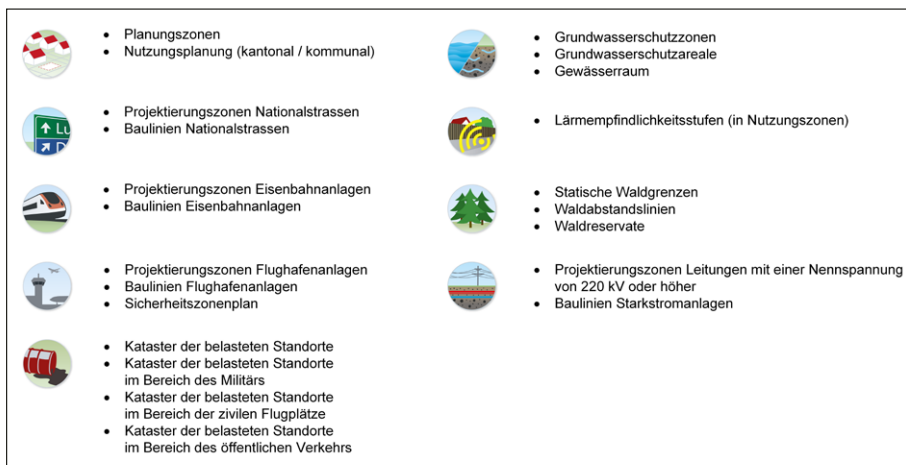 • Planungszonen
• Nutzungsplanung (kantonal / kommunal)
Lu
D
• Projektierungszonen Nationalstrassen
• Baulinien Nationalstrassen
• Projektierungszonen Eisenbahnanlagen
• Baulinien Eisenbahnanlagen
• Projektierungszonen Flughafenanlagen
• Baulinien Flughafenanlagen
• Sicherheitszonenplan
• Kataster der belasteten Standorte
• Kataster der belasteten Standorte
im Bereich des Militärs
• Kataster der belasteten Standorte
im Bereich der zivilen Flugplätze
• Kataster der belasteten Standorte
im Bereich des öffentlichen Verkehrs
• Grundwasserschutzzonen
• Grundwasserschutzareale
• Gewässerraum
• Lärmempfindlichkeitsstufen (in Nutzungszonen)
• Statische Waldgrenzen
• Waldabstandslinien
• Waldreservate
• Projektierungszonen Leitungen mit einer Nennspannung
von 220 kV oder höher
• Baulinien Starkstromanlagen